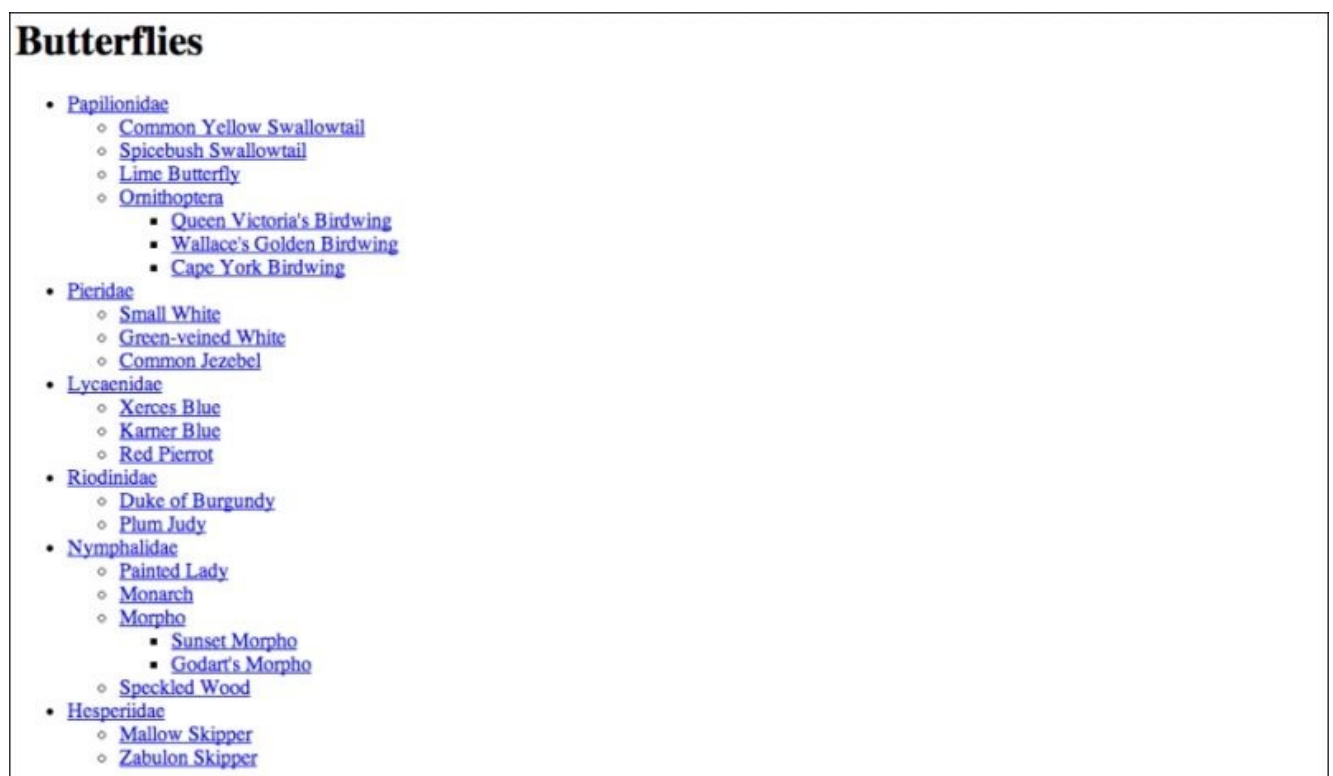 Butterflies
Papilionidae
Common Yellow Swallowtail
Spicebush Swallowtail
Lime Butterfly
Ornithoptera
Queen Victoria's Birdwing
Wallace's Golden Birdwing
Cape York Birdwing
Pieridae
Small White
Green-veined White
Common Jezebel
Lycaenidae
Xerces Blue
Karner Blue
Red Pierrot
Riodinidae
Duke of Burgundy
Plum Judy
Nymphalidae
Painted Lady
Monarch
Morpho
Sunset Morpho
Godart's Morpho
Speckled Wood
Hesperiidae
Mallow Skipper
Zabulon Skipper